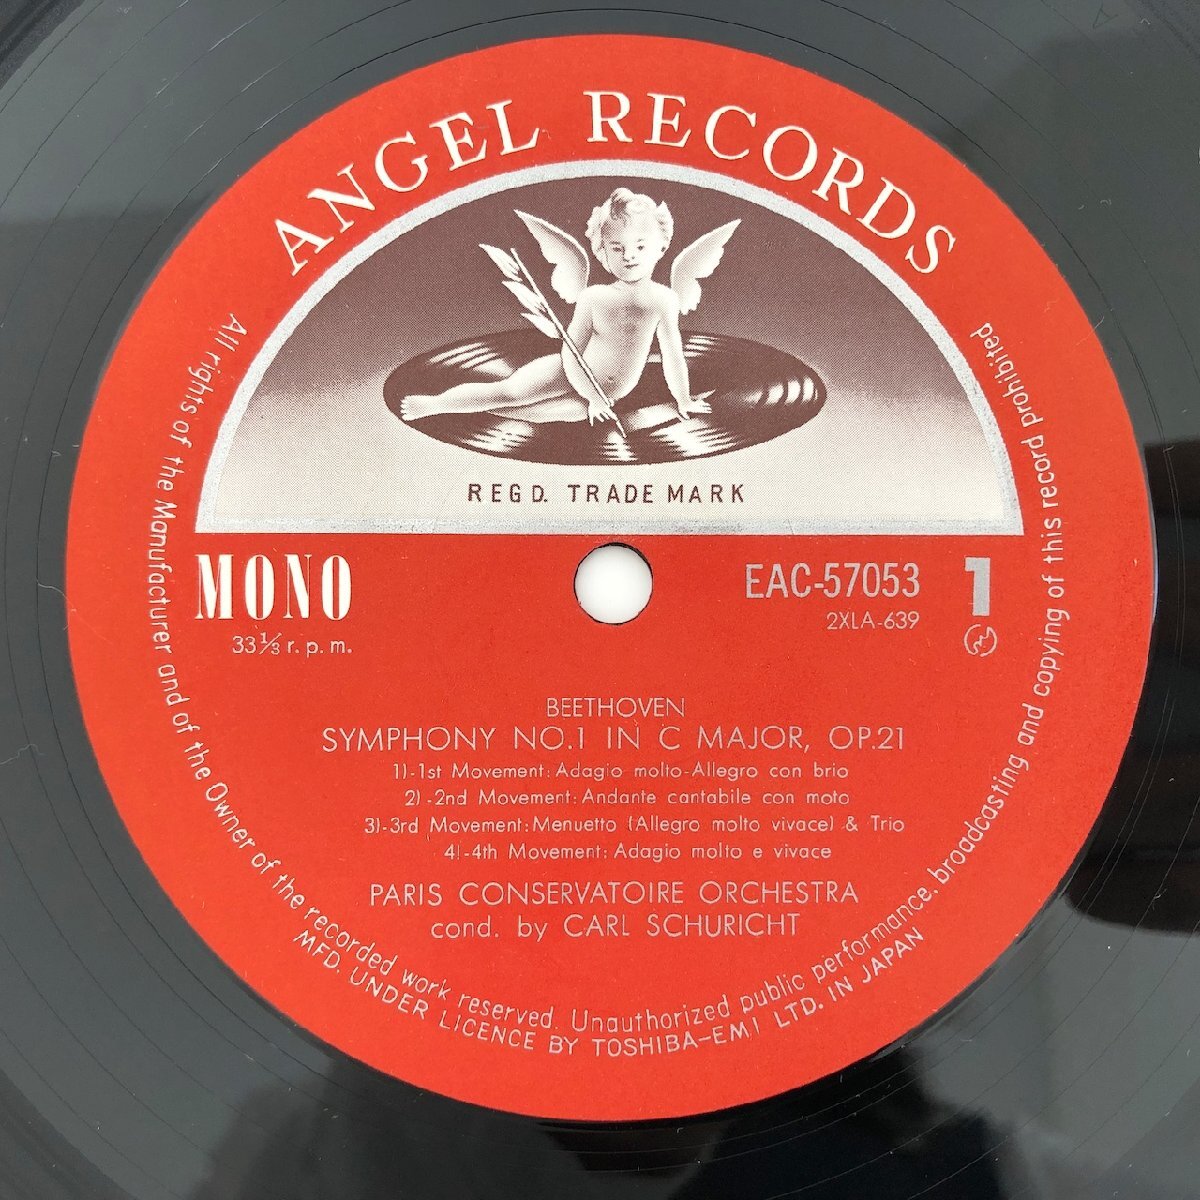 ANGEL RECORDS
REGD. TRADE MARK
MONO
33⅓ r. p. m.
EAC-57053
2XLA-639
1
BEETHOVEN
SYMPHONY NO.1 IN C MAJOR, OP.21
1)-1st Movement: Adagio molto-Allegro con brio
2)-2nd Movement: Andante cantabile con moto
3)-3rd Movement: Menuetto (Allegro molto vivace) & Trio
4)-4th Movement: Adagio molto e vivace
PARIS CONSERVATOIRE ORCHESTRA
cond. by CARL SCHURICHT
All rights of the Manufacturer and of the Owner of the recorded work reserved. Unauthorized public performance, broadcasting and copying of this record prohibited
MFD. UNDER LICENCE BY TOSHIBA-EMI LTD. IN JAPAN